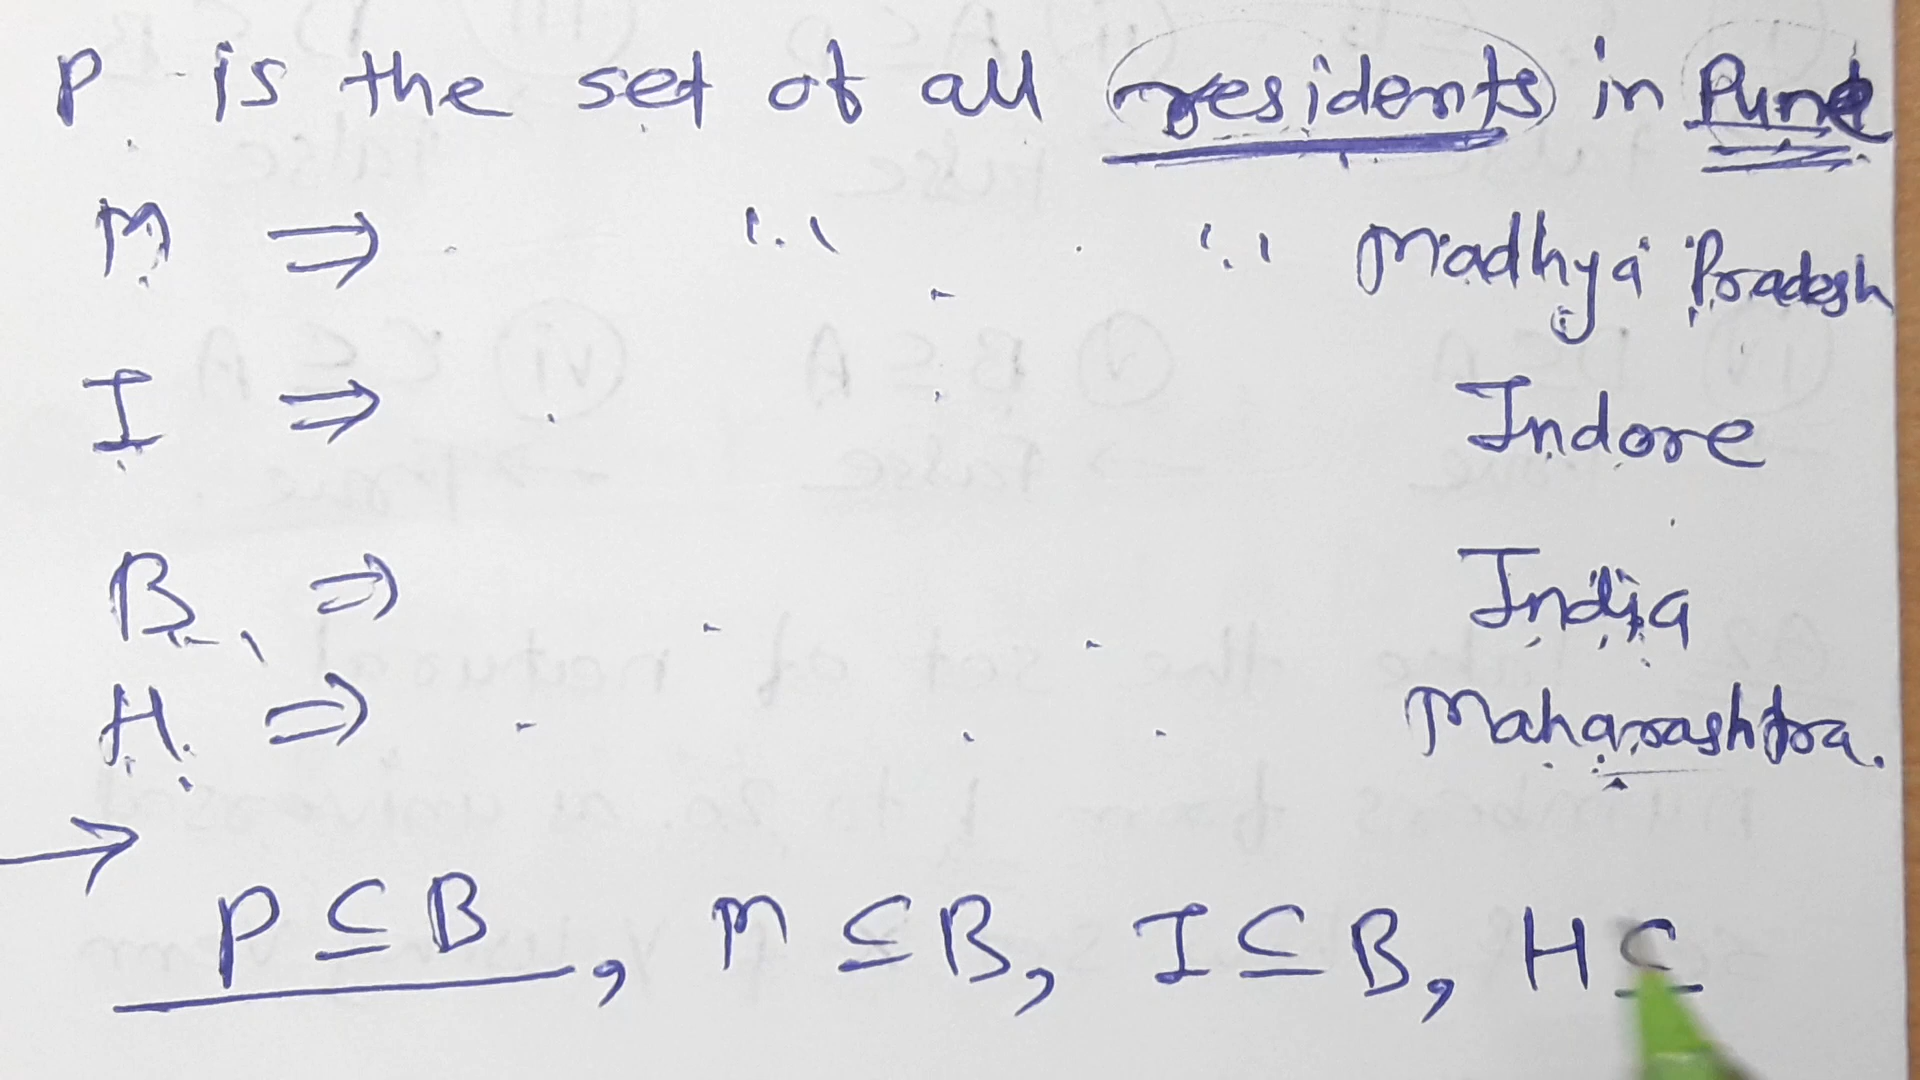 P is the set of all residents in Pune
M ⇒ " " Madhya Pradesh
I ⇒ Indore
B ⇒ India
H ⇒ Maharashtra.
→
P ⊆ B, M ⊆ B, I ⊆ B, H ⊆